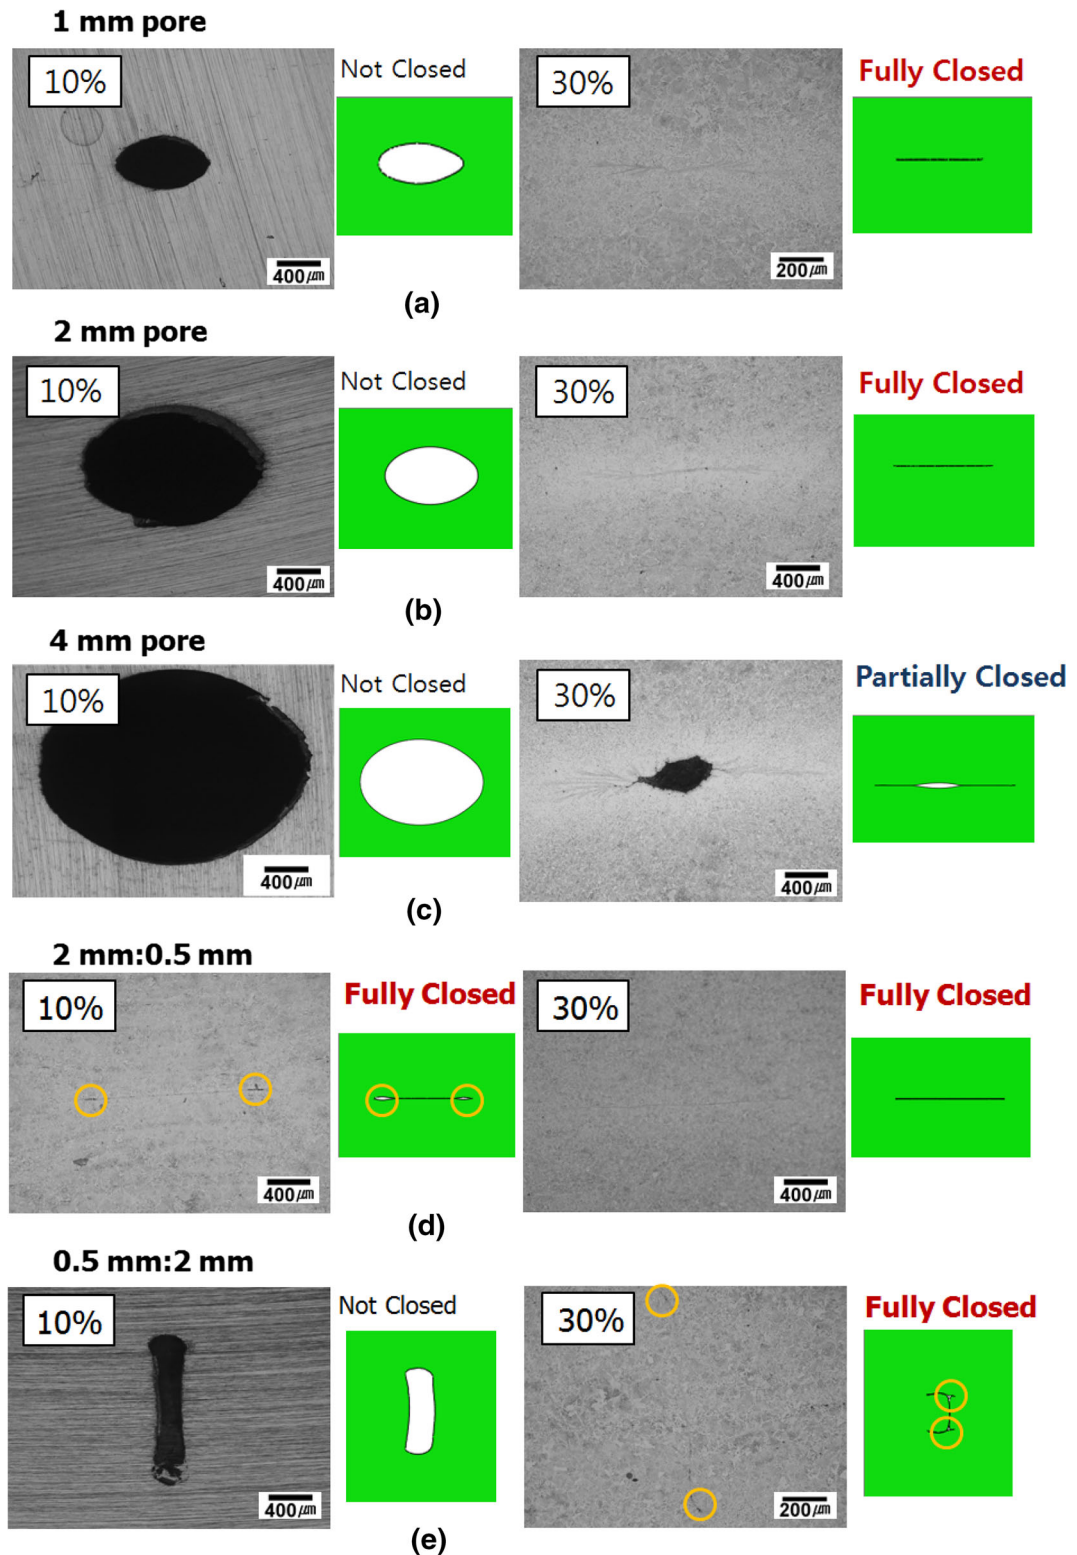 1 mm pore
10%
Not Closed
30%
Fully Closed
400㎛
200㎛
(a)
2 mm pore
10%
Not Closed
30%
Fully Closed
400㎛
400㎛
(b)
4 mm pore
10%
Not Closed
30%
Partially Closed
400㎛
400㎛
(c)
2 mm:0.5 mm
10%
Fully Closed
30%
Fully Closed
400㎛
400㎛
(d)
0.5 mm:2 mm
10%
Not Closed
30%
Fully Closed
400㎛
200㎛
(e)